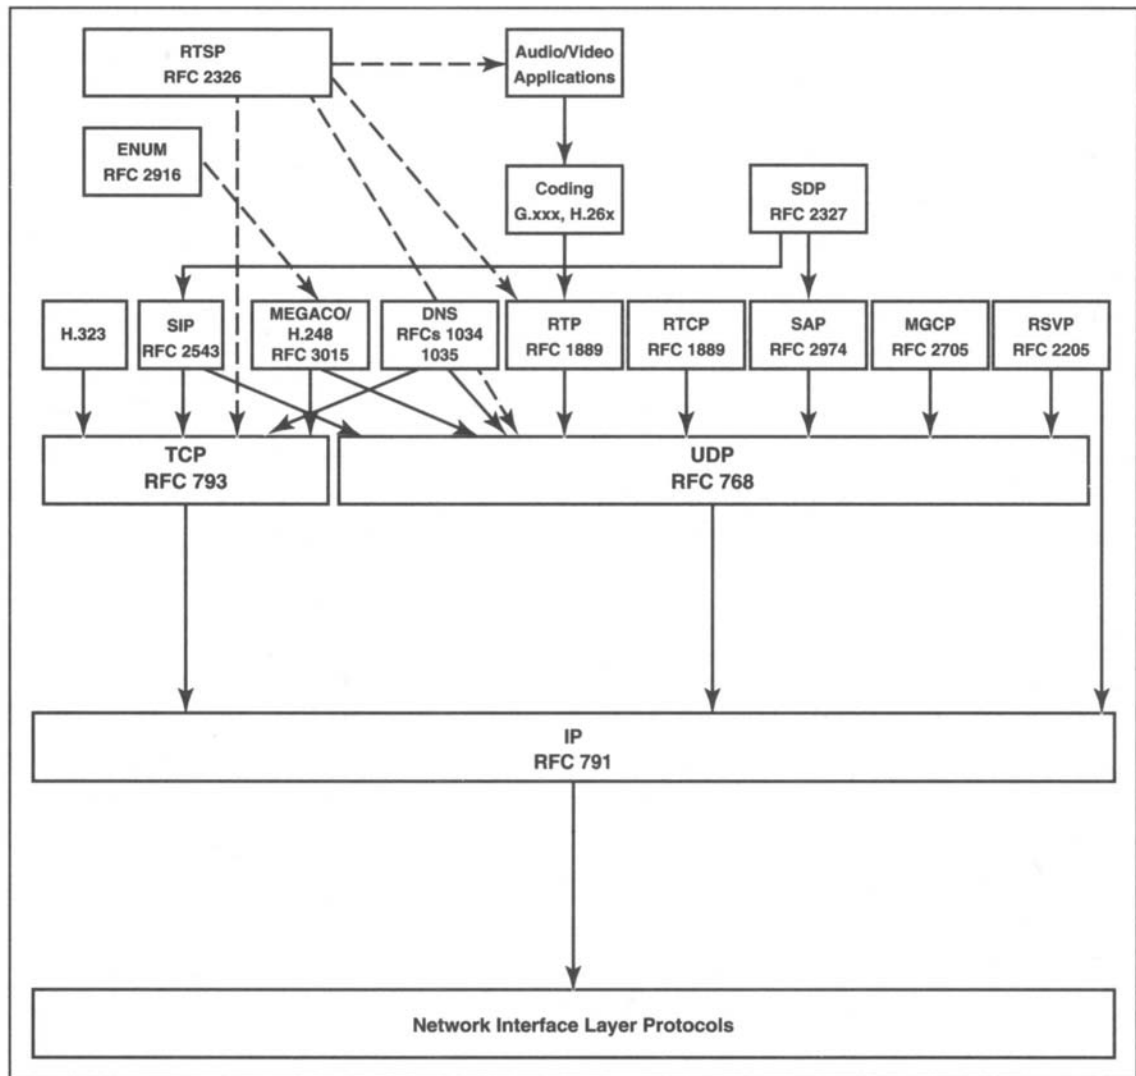 RTSP
RFC 2326
Audio/Video
Applications
ENUM
RFC 2916
Coding
G.xxx, H.26x
SDP
RFC 2327
H.323
SIP
RFC 2543
MEGACO/
H.248
RFC 3015
DNS
RFCs 1034
1035
RTP
RFC 1889
RTCP
RFC 1889
SAP
RFC 2974
MGCP
RFC 2705
RSVP
RFC 2205
TCP
RFC 793
UDP
RFC 768
IP
RFC 791
Network Interface Layer Protocols